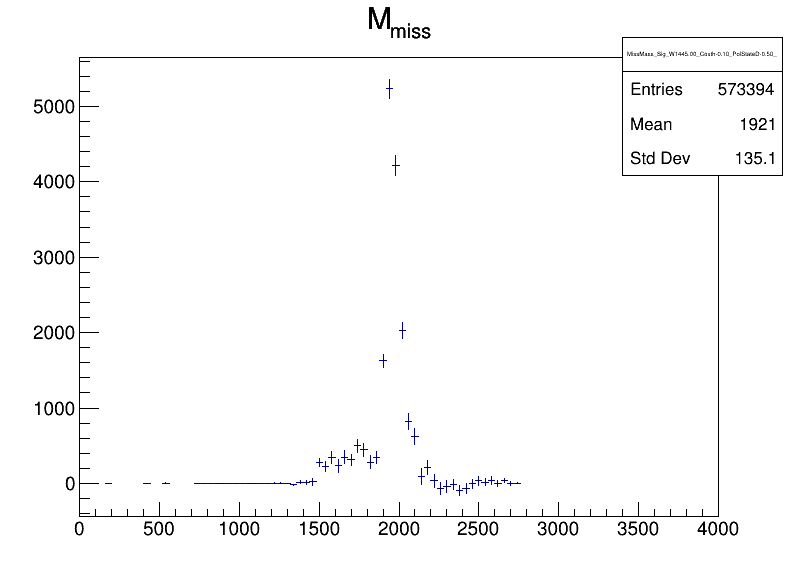 M_miss
MissMass_Sig_W1445.00_Costh-0.10_PolStateD-0.50_
Entries 573394
Mean 1921
Std Dev 135.1
5000
4000
3000
2000
1000
0
0 500 1000 1500 2000 2500 3000 3500 4000